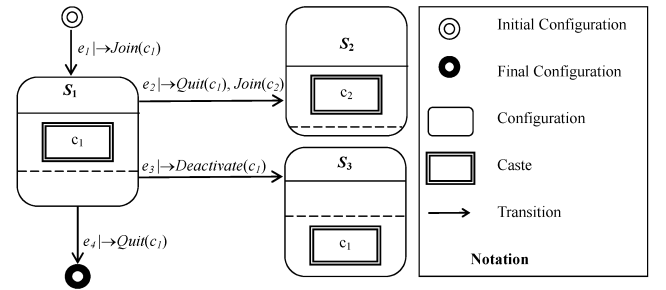 e1|→Join(c1)
S1
c1
e2|→Quit(c1), Join(c2)
S2
c2
e3|→Deactivate(c1)
S3
c1
e4|→Quit(c1)
Initial Configuration
Final Configuration
Configuration
Caste
Transition
Notation